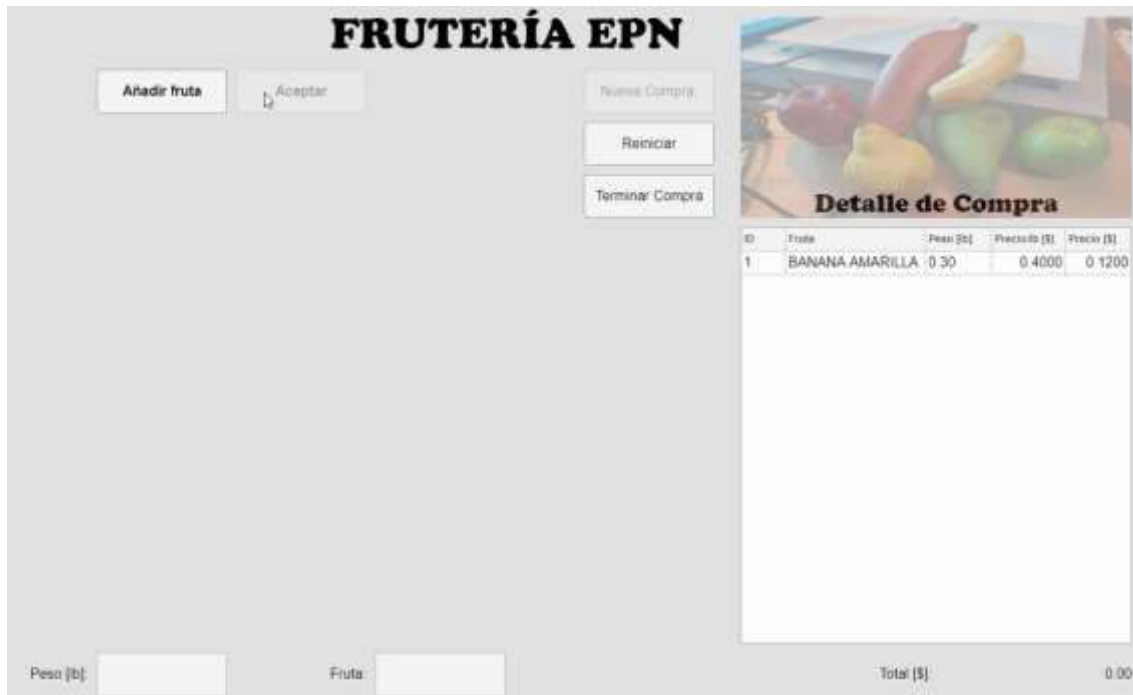 FRUTERÍA EPN
Añadir fruta
Aceptar
Nueva Compra
Reiniciar
Terminar Compra
Detalle de Compra
ID Fruta Peso [lb] Precio/lb [$] Precio [$]
1 BANANA AMARILLA 0.30 0.4000 0.1200
Peso [lb]:
Fruta:
Total [$]: 0.00